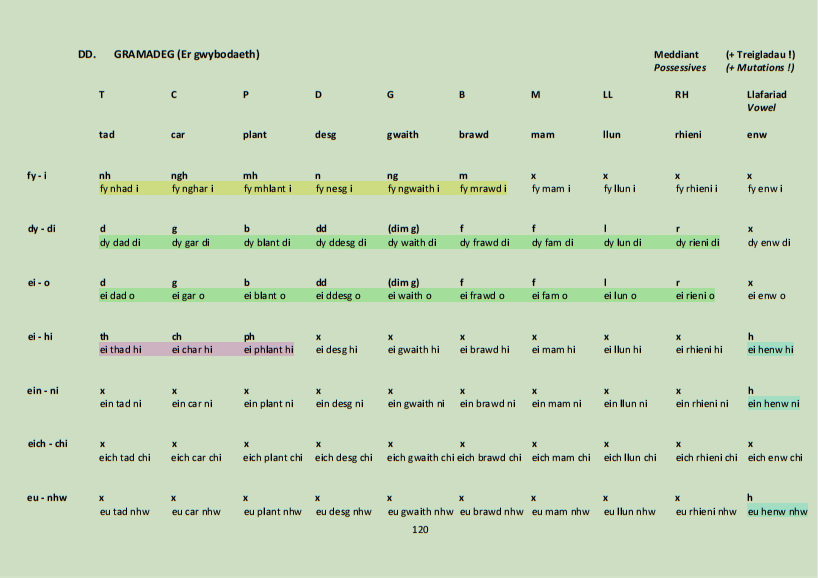 DD. GRAMADEG (Er gwybodaeth) Meddiant (+ Treigladau !)
Possessives (+ Mutations !)
T C P D G B M LL RH Llafariad
Vowel
tad car plant desg gwaith brawd mam llun rhieni enw
fy - i nh ngh mh n ng m x x x x
fy nhad i fy nghar i fy mhlant i fy nesg i fy ngwaith i fy mrawd i fy mam i fy llun i fy rhieni i fy enw i
dy - di d g b dd (dim g) f f l r x
dy dad di dy gar di dy blant di dy ddesg di dy waith di dy frawd di dy fam di dy lun di dy rieni di dy enw di
ei - o d g b dd (dim g) f f l r x
ei dad o ei gar o ei blant o ei ddesg o ei waith o ei frawd o ei fam o ei lun o ei rieni o ei enw o
ei - hi th ch ph x x x x x x h
ei thad hi ei char hi ei phlant hi ei desg hi ei gwaith hi ei brawd hi ei mam hi ei llun hi ei rhieni hi ei henw hi
ein - ni x x x x x x x x x h
ein tad ni ein car ni ein plant ni ein desg ni ein gwaith ni ein brawd ni ein mam ni ein llun ni ein rhieni ni ein henw ni
eich - chi x x x x x x x x x x
eich tad chi eich car chi eich plant chi eich desg chi eich gwaith chi eich brawd chi eich mam chi eich llun chi eich rhieni chi eich enw chi
eu - nhw x x x x x x x x x h
eu tad nhw eu car nhw eu plant nhw eu desg nhw eu gwaith nhw eu brawd nhw eu mam nhw eu llun nhw eu rhieni nhw eu henw nhw
120